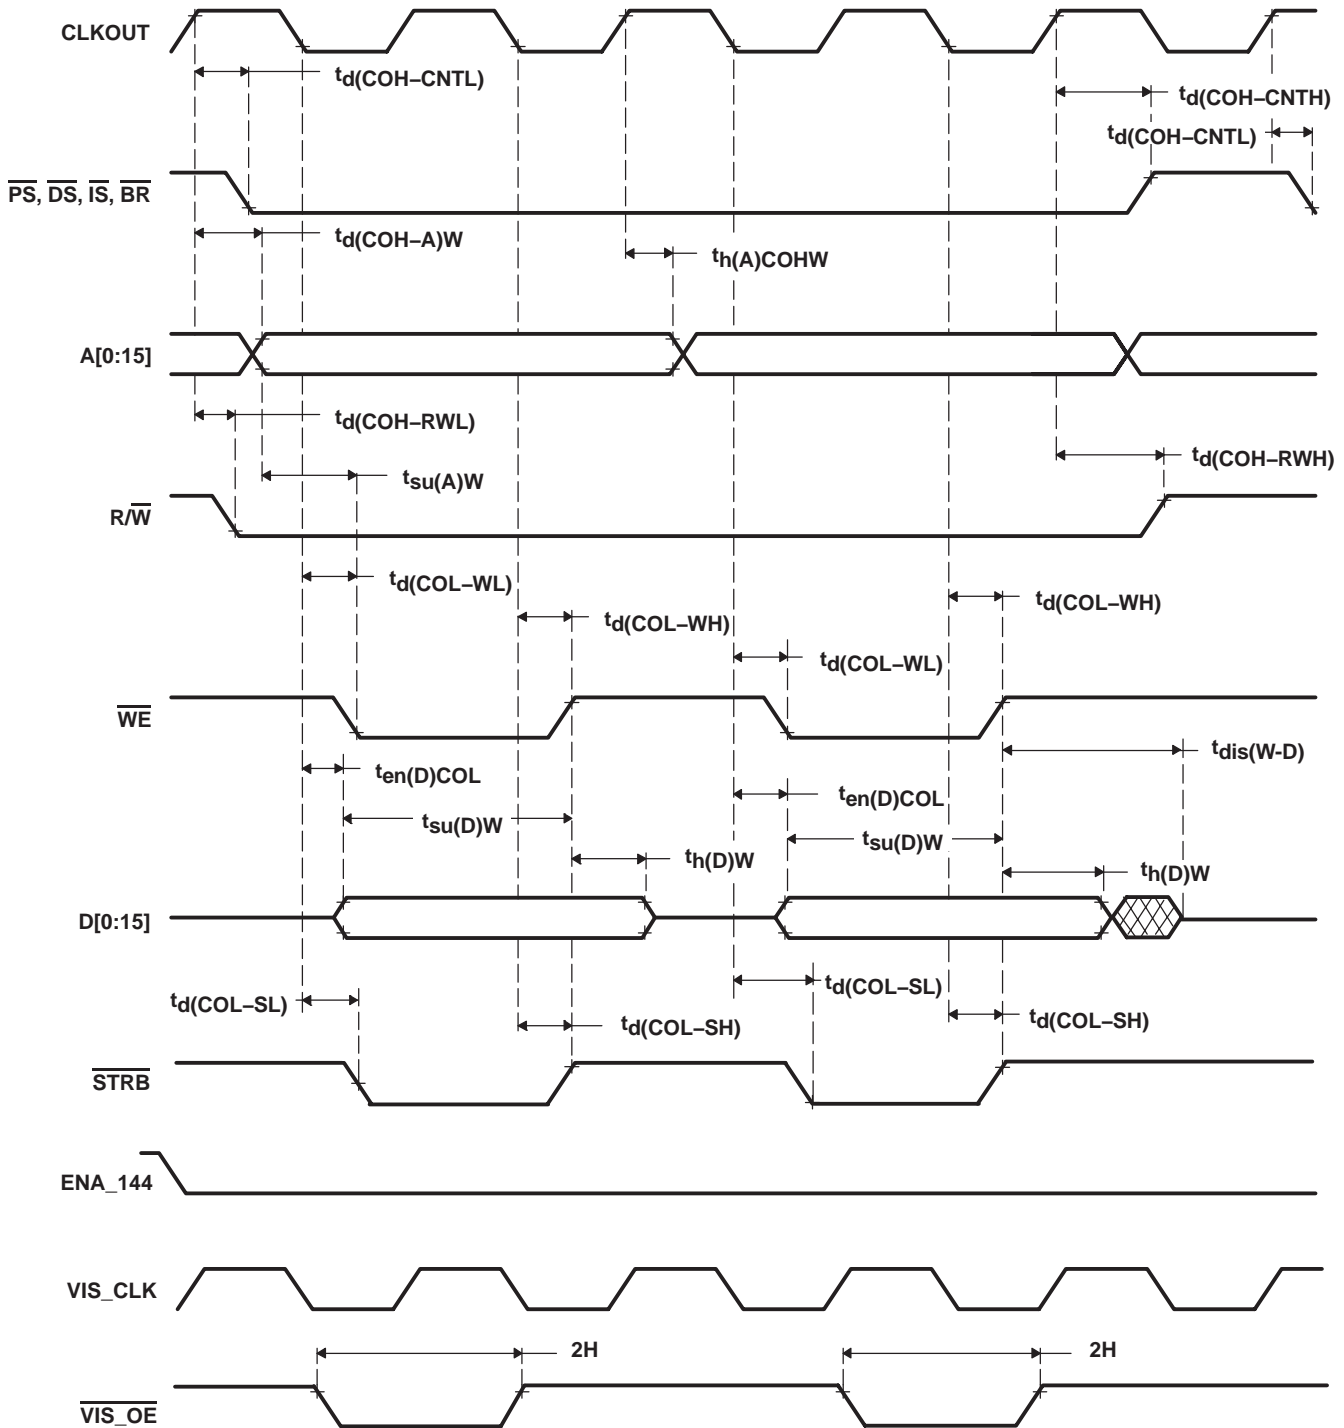 CLKOUT
td(COH–CNTL)
td(COH–CNTH)
td(COH–CNTL)
PS, DS, IS, BR
td(COH–A)W
th(A)COHW
A[0:15]
td(COH–RWL)
td(COH–RWH)
tsu(A)W
R/W
td(COL–WL)
td(COL–WH)
td(COL–WH)
td(COL–WL)
WE
tdis(W-D)
ten(D)COL
ten(D)COL
tsu(D)W
tsu(D)W
th(D)W
th(D)W
D[0:15]
td(COL–SL)
td(COL–SL)
td(COL–SH)
td(COL–SH)
STRB
ENA_144
VIS_CLK
2H
2H
VIS_OE